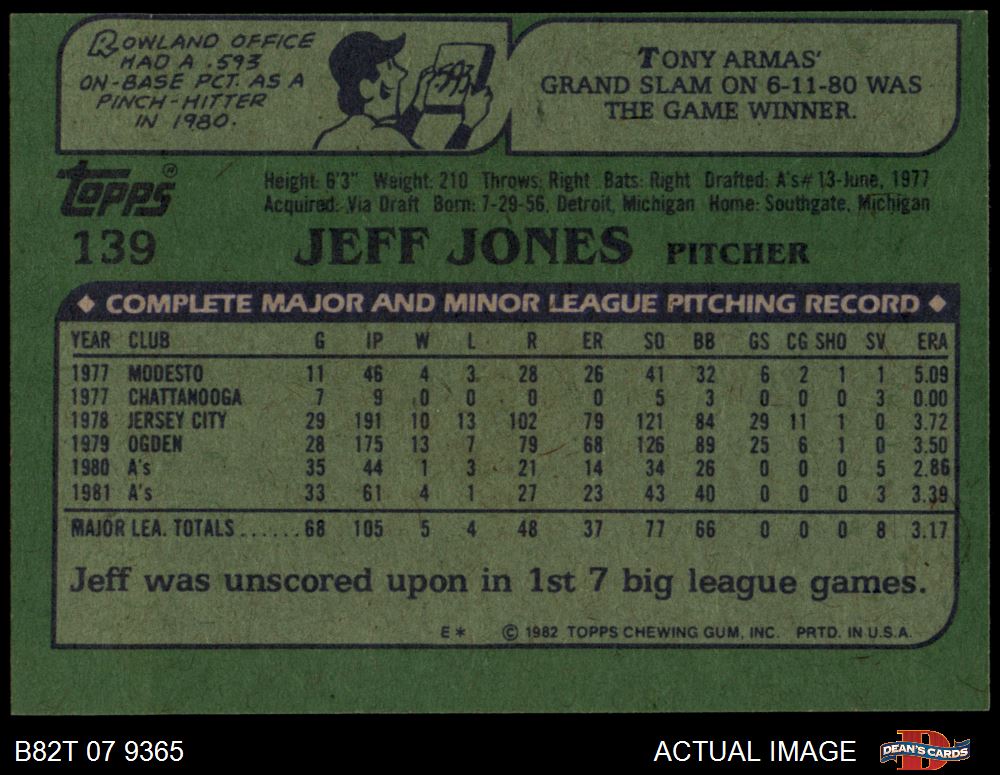 ROWLAND OFFICE
HAD A .593
ON-BASE PCT. AS A
PINCH-HITTER
IN 1980.
.593
TONY ARMAS'
GRAND SLAM ON 6-11-80 WAS
THE GAME WINNER.
Topps®
139
Height: 6'3" Weight: 210 Throws: Right Bats: Right Drafted: A's #13-June, 1977
Acquired: Via Draft Born: 7-29-56, Detroit, Michigan Home: Southgate, Michigan
JEFF JONES PITCHER
◆ COMPLETE MAJOR AND MINOR LEAGUE PITCHING RECORD ◆
YEAR CLUB G IP W L R ER SO BB GS CG SHO SV ERA
1977 MODESTO 11 46 4 3 28 26 41 32 6 2 1 1 5.09
1977 CHATTANOOGA 7 9 0 0 0 0 5 3 0 0 0 3 0.00
1978 JERSEY CITY 29 191 10 13 102 79 121 84 29 11 1 0 3.72
1979 OGDEN 28 175 13 7 79 68 126 89 25 6 1 0 3.50
1980 A's 35 44 1 3 21 14 34 26 0 0 0 5 2.86
1981 A's 33 61 4 1 27 23 43 40 0 0 0 3 3.39
MAJOR LEA. TOTALS......68 105 5 4 48 37 77 66 0 0 0 8 3.17
Jeff was unscored upon in 1st 7 big league games.
E* © 1982 TOPPS CHEWING GUM, INC. PRTD. IN U.S.A.
B82T 07 9365
ACTUAL IMAGE
DEAN'S CARDS